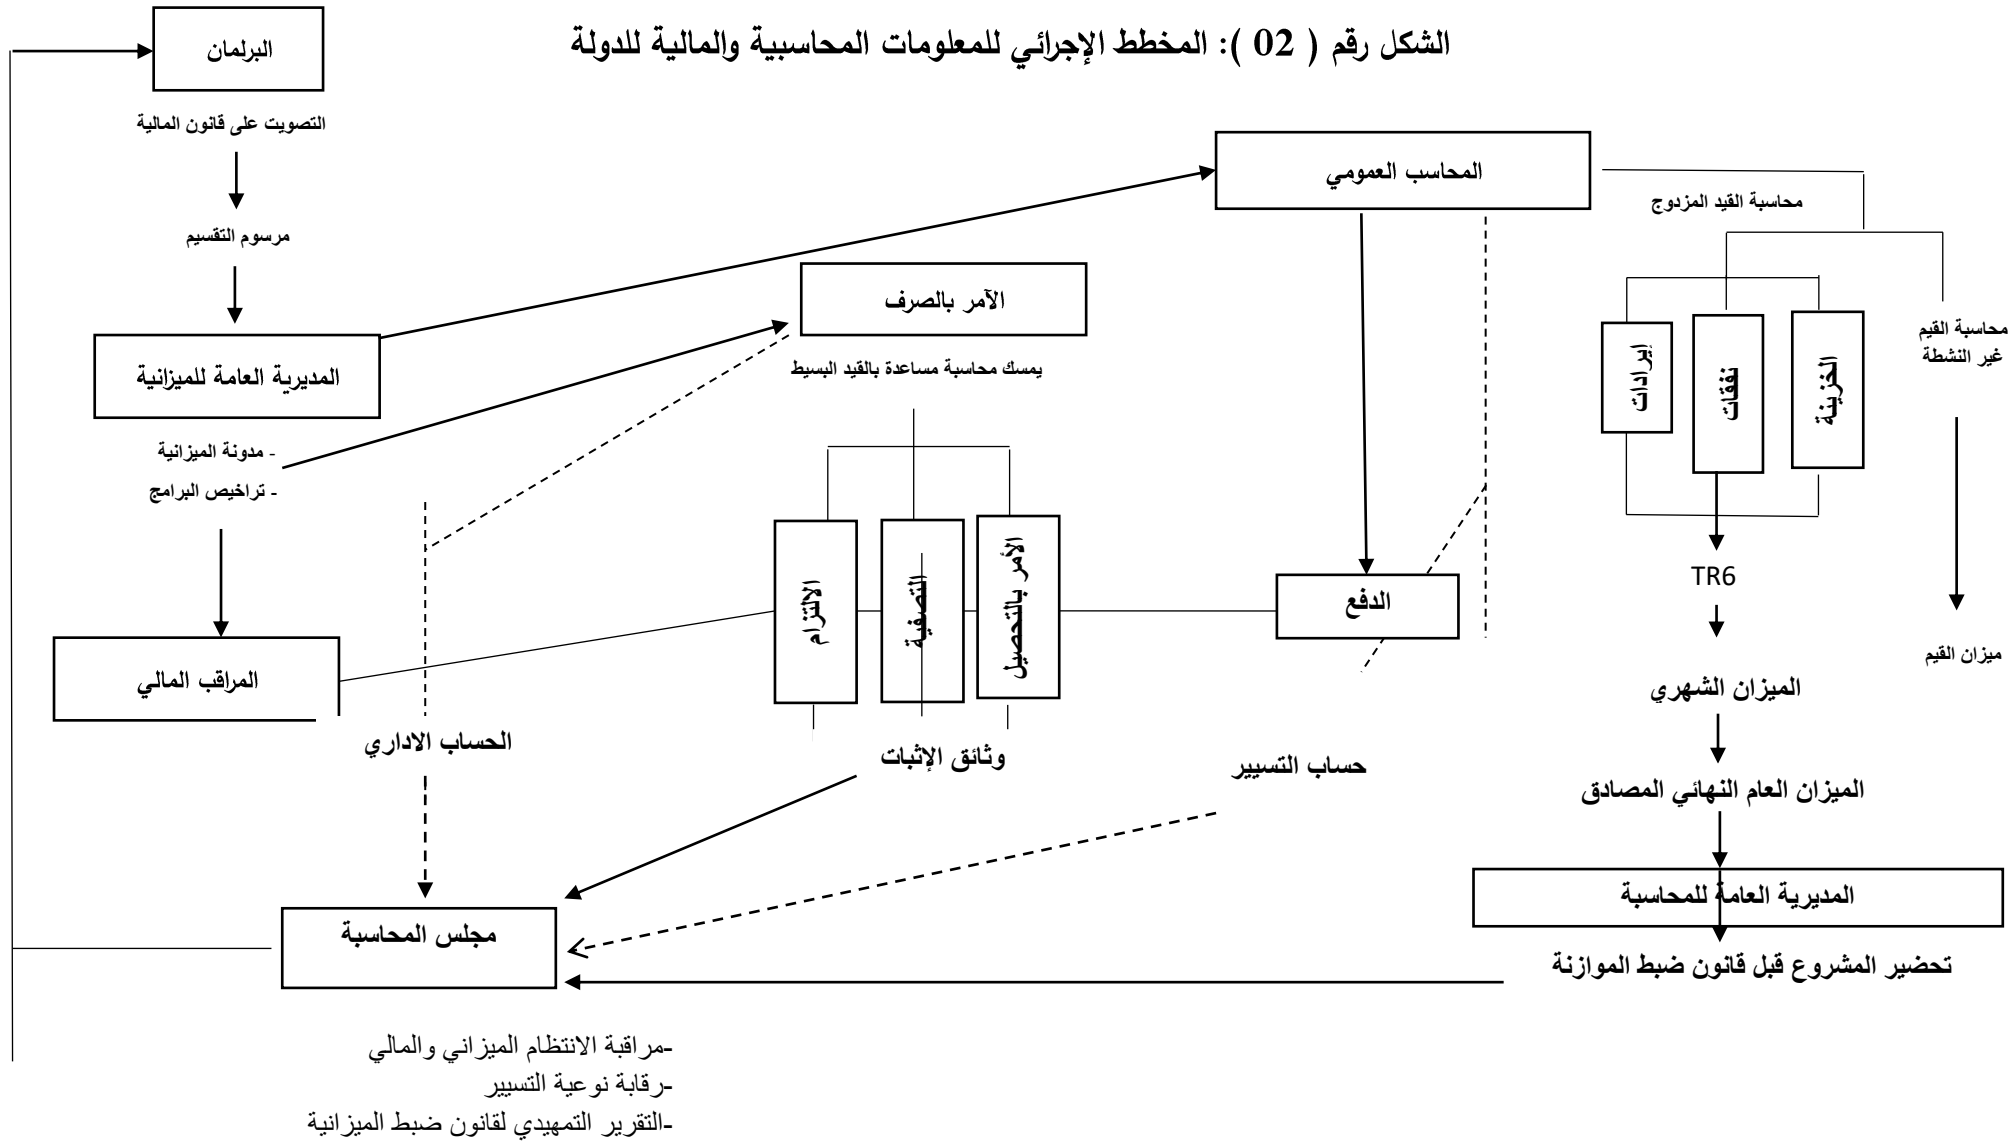 الشكل رقم ( 02 ): المخطط الإجرائي للمعلومات المحاسبية والمالية للدولة
البرلمان
التصويت على قانون المالية
مرسوم التقسيم
المديرية العامة للميزانية
- مدونة الميزانية
- تراخيص البرامج
المراقب المالي
المحاسب العمومي
محاسبة القيد المزدوج
الآمر بالصرف
يمسك محاسبة مساعدة بالقيد البسيط
محاسبة القيم
غير النشطة
الخزينة
نفقات
إيرادات
الأمر بالتحصيل
التصفية
الالتزام
الدفع
TR6
ميزان القيم
الميزان الشهري
الحساب الاداري
وثائق الإثبات
حساب التسيير
الميزان العام النهائي المصادق
المديرية العامة للمحاسبة
تحضير المشروع قبل قانون ضبط الموازنة
مجلس المحاسبة
-مراقبة الانتظام الميزاني والمالي
-رقابة نوعية التسيير
-التقرير التمهيدي لقانون ضبط الميزانية